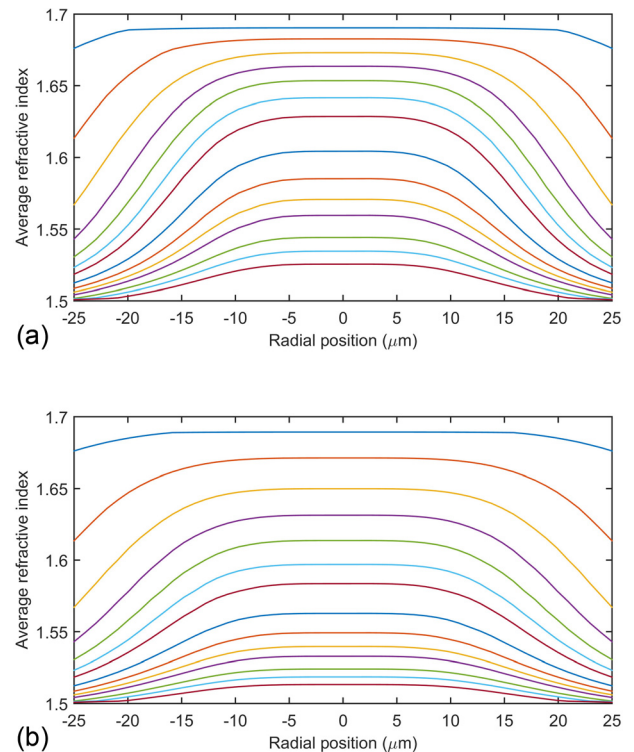 1.7
1.65
1.6
1.55
1.5
Average refractive index
-25 -20 -15 -10 -5 0 5 10 15 20 25
Radial position (μm)
(a)
1.7
1.65
1.6
1.55
1.5
Average refractive index
-25 -20 -15 -10 -5 0 5 10 15 20 25
Radial position (μm)
(b)